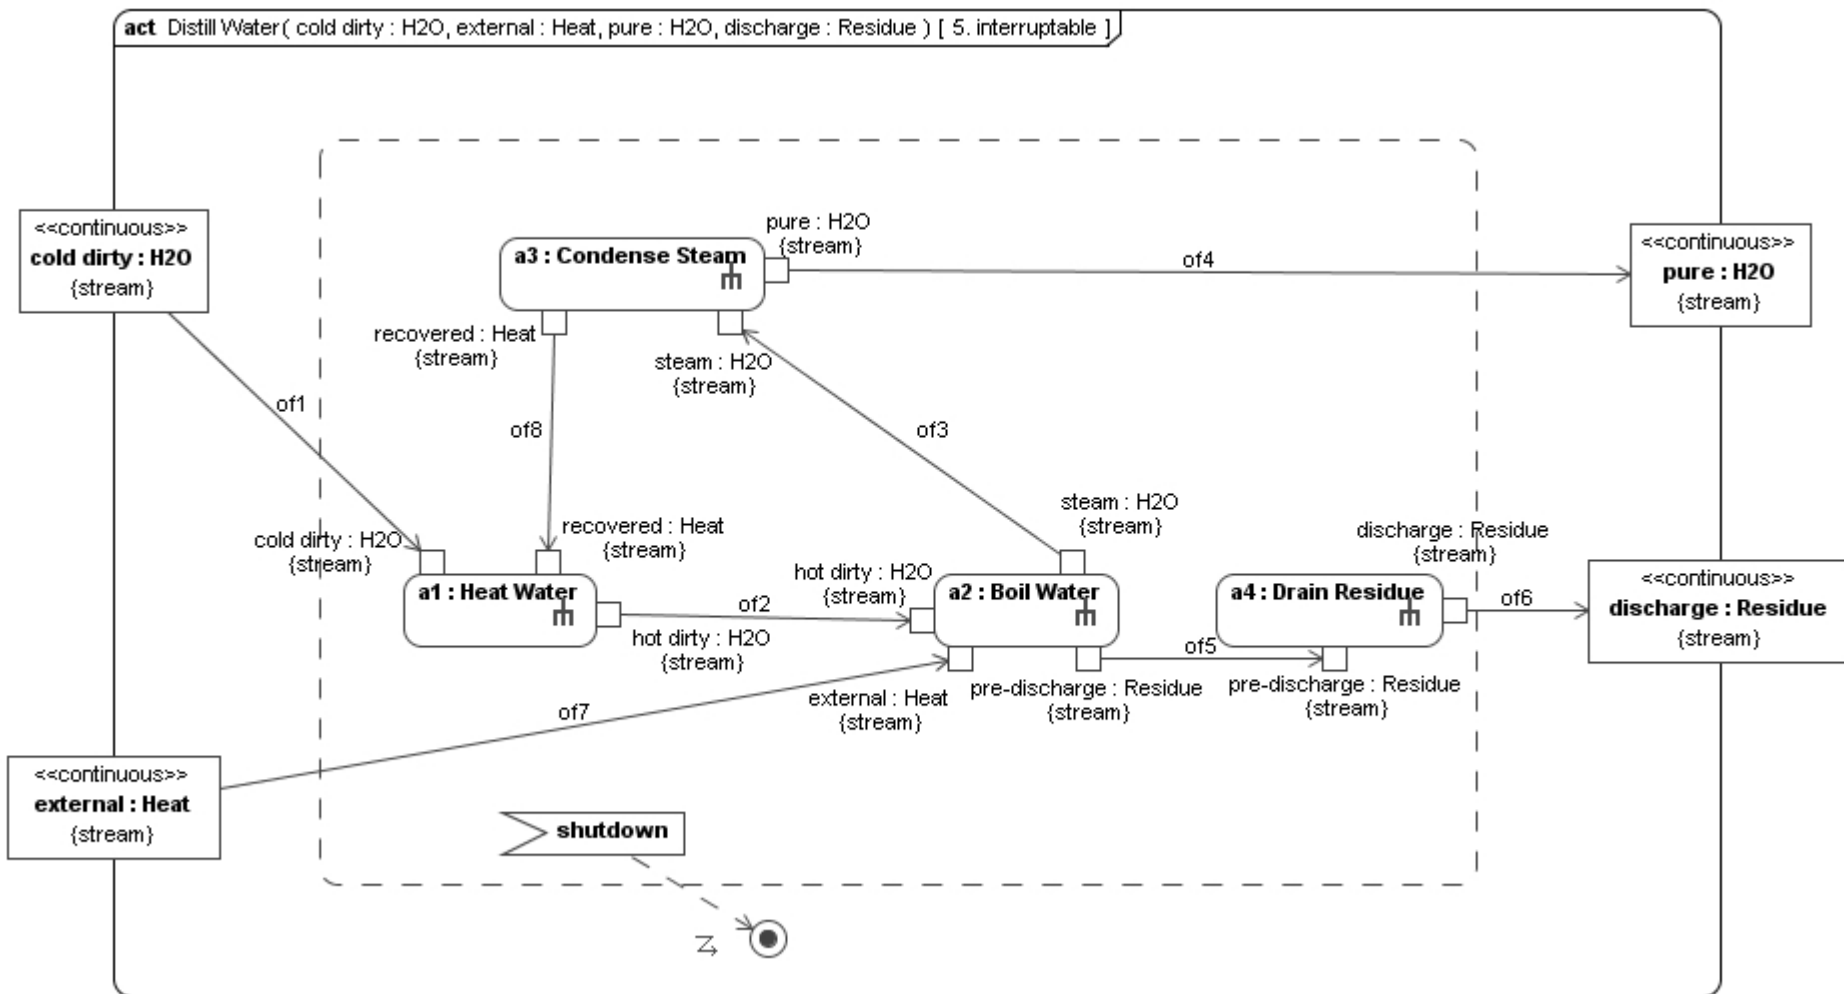 act Distill Water( cold dirty : H2O, external : Heat, pure : H2O, discharge : Residue ) [ 5. interruptable ]
<<continuous>>
cold dirty : H2O
{stream}
pure : H2O
{stream}
a3 : Condense Steam
of4
<<continuous>>
pure : H2O
{stream}
recovered : Heat
{stream}
steam : H2O
{stream}
of1
of8
of3
steam : H2O
{stream}
cold dirty : H2O
{stream}
recovered : Heat
{stream}
discharge : Residue
{stream}
hot dirty : H2O
{stream}
a1 : Heat Water
of2
hot dirty : H2O
{stream}
a2 : Boil Water
a4 : Drain Residue
of6
<<continuous>>
discharge : Residue
{stream}
of5
external : Heat
{stream}
pre-discharge : Residue
{stream}
pre-discharge : Residue
{stream}
of7
<<continuous>>
external : Heat
{stream}
shutdown